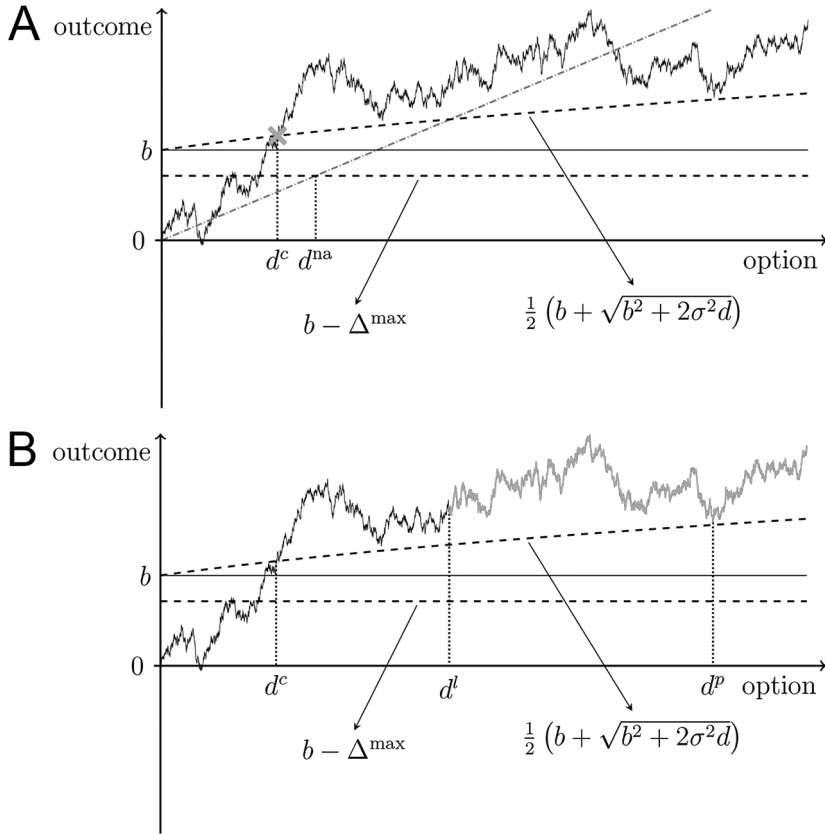 A
outcome
b
0
d^c d^na
option
b − Δ^max
½ (b + √(b² + 2σ²d))
B
outcome
b
0
d^c
d^l
d^p
option
b − Δ^max
½ (b + √(b² + 2σ²d))